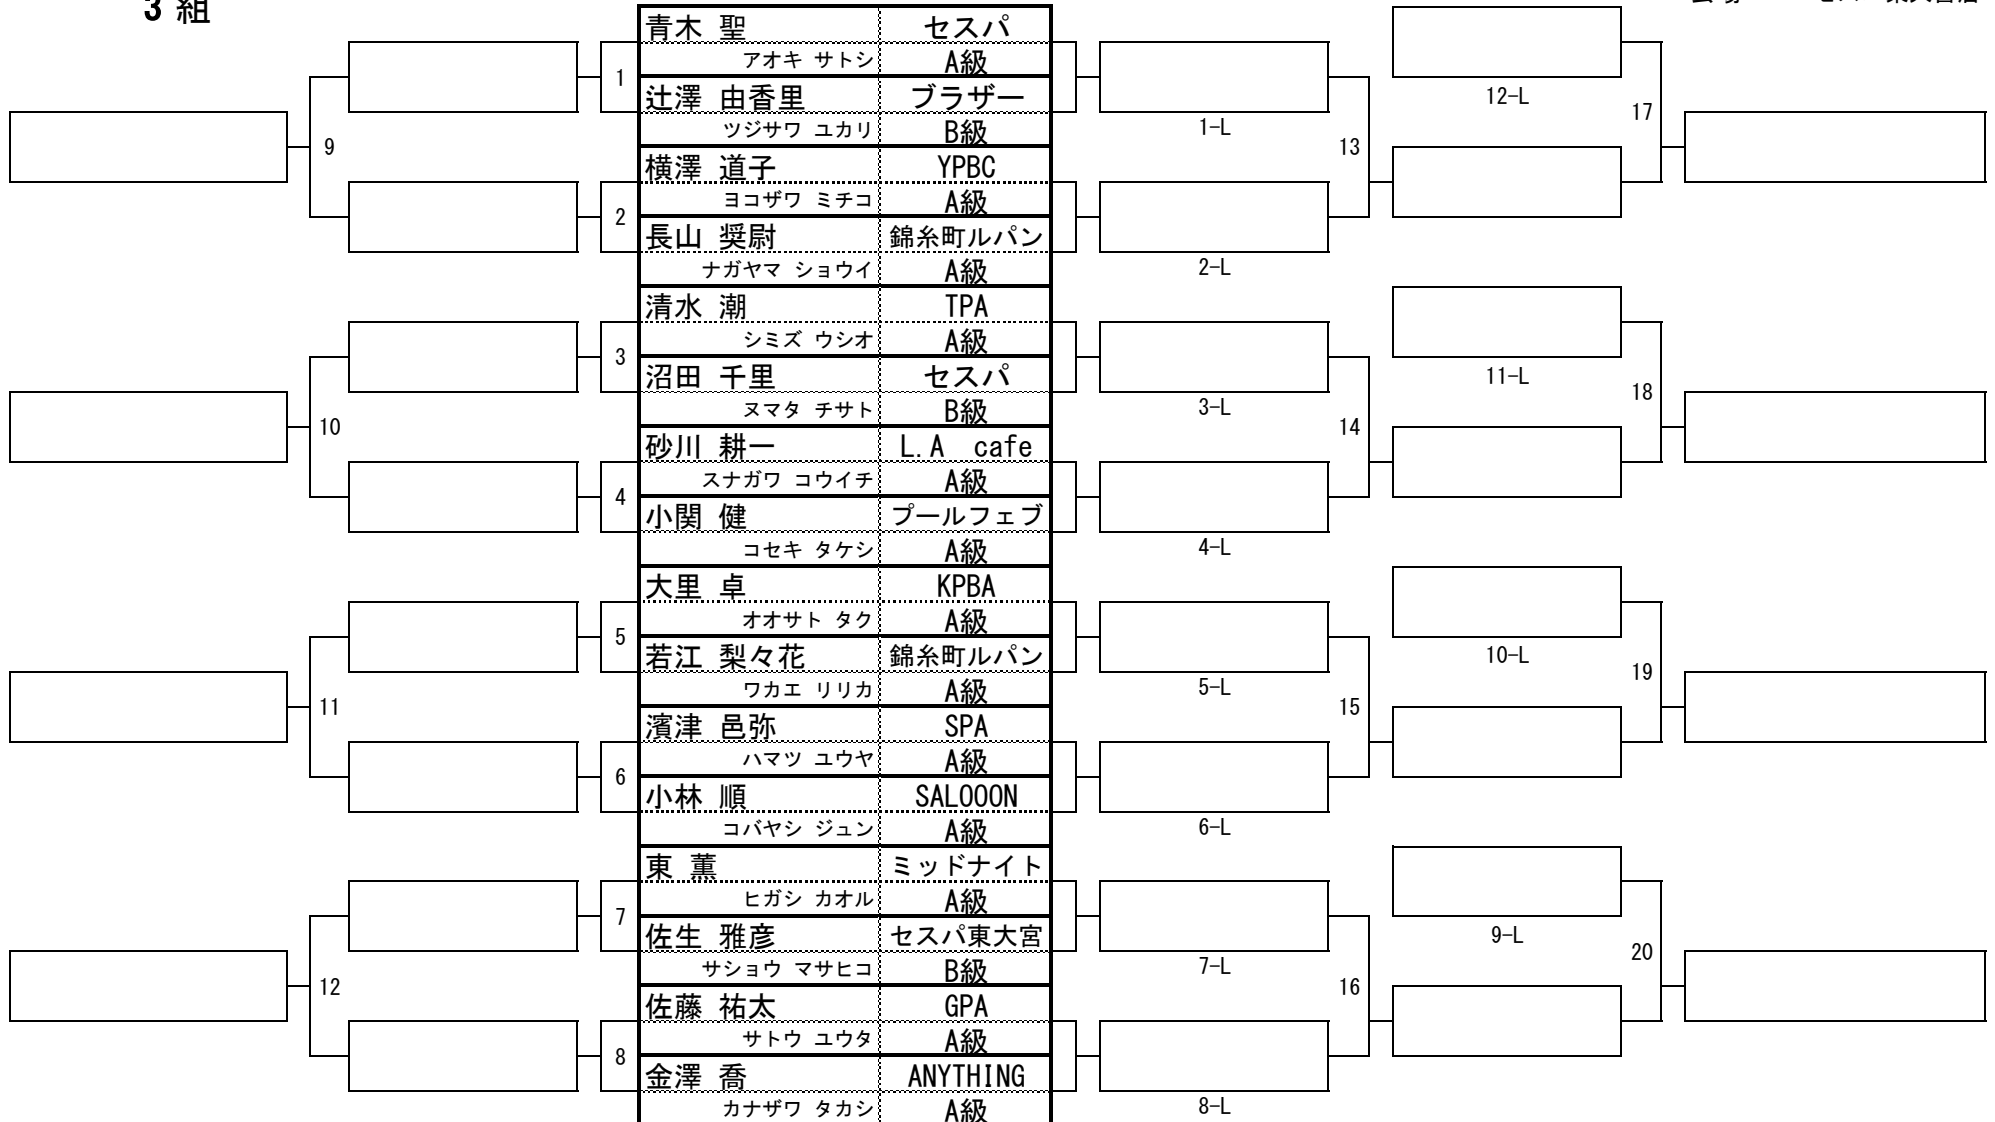 3 組
青木 聖 セスパ
アオキ サトシ A級
1
辻澤 由香里 ブラザー
12-L
ツジサワ ユカリ B級
1-L
17
9
13
横澤 道子 YPBC
ヨコザワ ミチコ A級
2
長山 奨尉 錦糸町ルパン
ナガヤマ ショウイ A級
2-L
清水 潮 TPA
シミズ ウシオ A級
3
沼田 千里 セスパ
11-L
ヌマタ チサト B級
3-L
18
10
14
砂川 耕一 L.A cafe
スナガワ コウイチ A級
4
小関 健 プールフェブ
コセキ タケシ A級
4-L
大里 卓 KPBA
オオサト タク A級
5
若江 梨々花 錦糸町ルパン
10-L
ワカエ リリカ A級
5-L
19
11
15
濱津 邑弥 SPA
ハマツ ユウヤ A級
6
小林 順 SALOOON
コバヤシ ジュン A級
6-L
東 薫 ミッドナイト
ヒガシ カオル A級
7
佐生 雅彦 セスパ東大宮
9-L
サショウ マサヒコ B級
7-L
20
12
16
佐藤 祐太 GPA
サトウ ユウタ A級
8
金澤 喬 ANYTHING
カナザワ タカシ A級
8-L